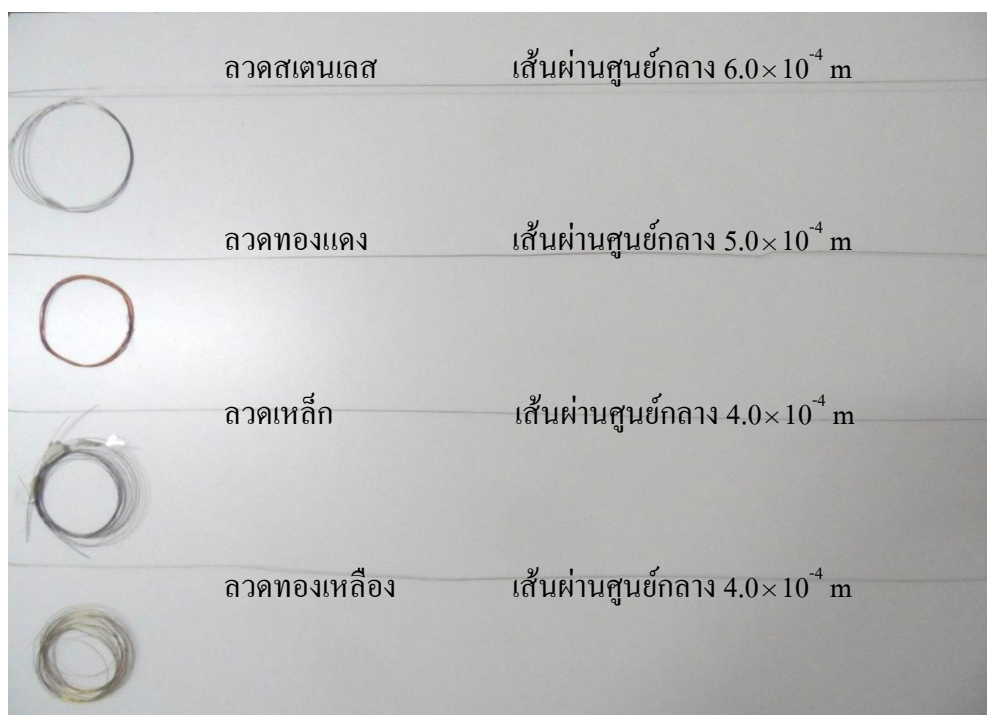 ลวดสเตนเลส เส้นผ่านศูนย์กลาง 6.0×10⁻⁴ m
ลวดทองแดง เส้นผ่านศูนย์กลาง 5.0×10⁻⁴ m
ลวดเหล็ก เส้นผ่านศูนย์กลาง 4.0×10⁻⁴ m
ลวดทองเหลือง เส้นผ่านศูนย์กลาง 4.0×10⁻⁴ m